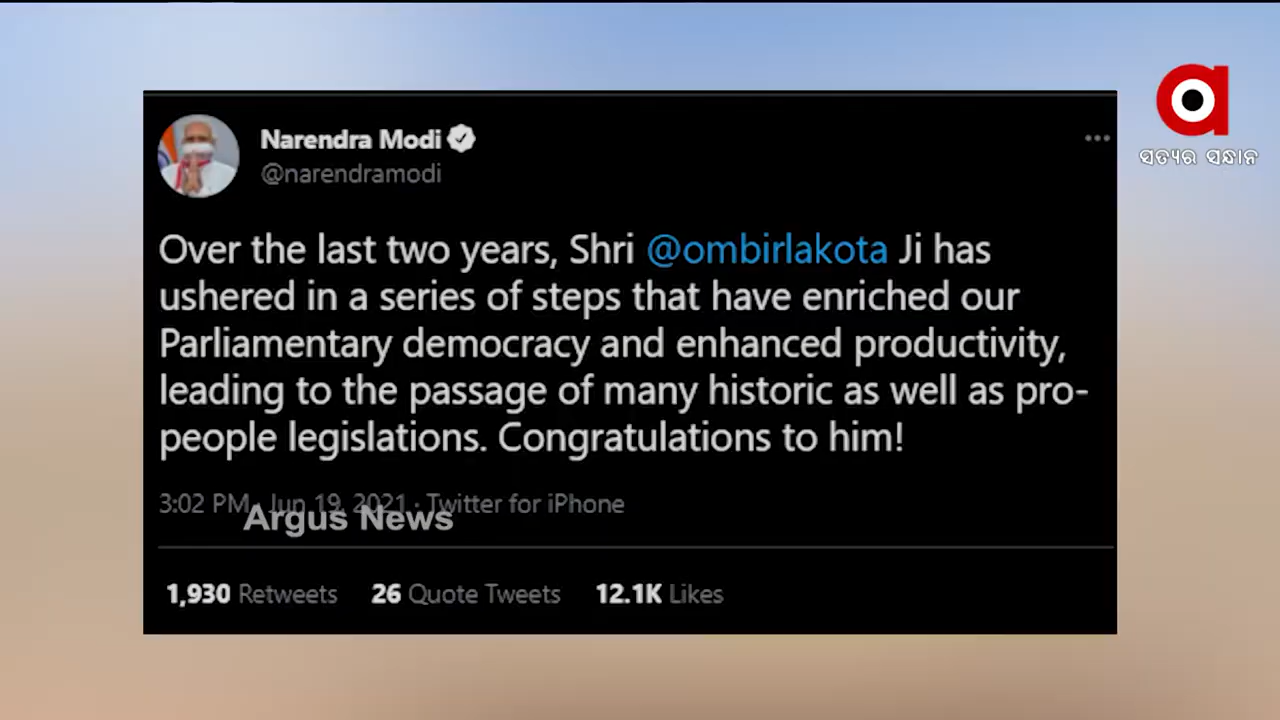 Narendra Modi
@narendramodi
ସତ୍ୟର ସନ୍ଧାନ
Over the last two years, Shri @ombirlakota Ji has
ushered in a series of steps that have enriched our
Parliamentary democracy and enhanced productivity,
leading to the passage of many historic as well as pro-
people legislations. Congratulations to him!
3:02 PM · Jun 19, 2021 · Twitter for iPhone
Argus News
1,930 Retweets 26 Quote Tweets 12.1K Likes